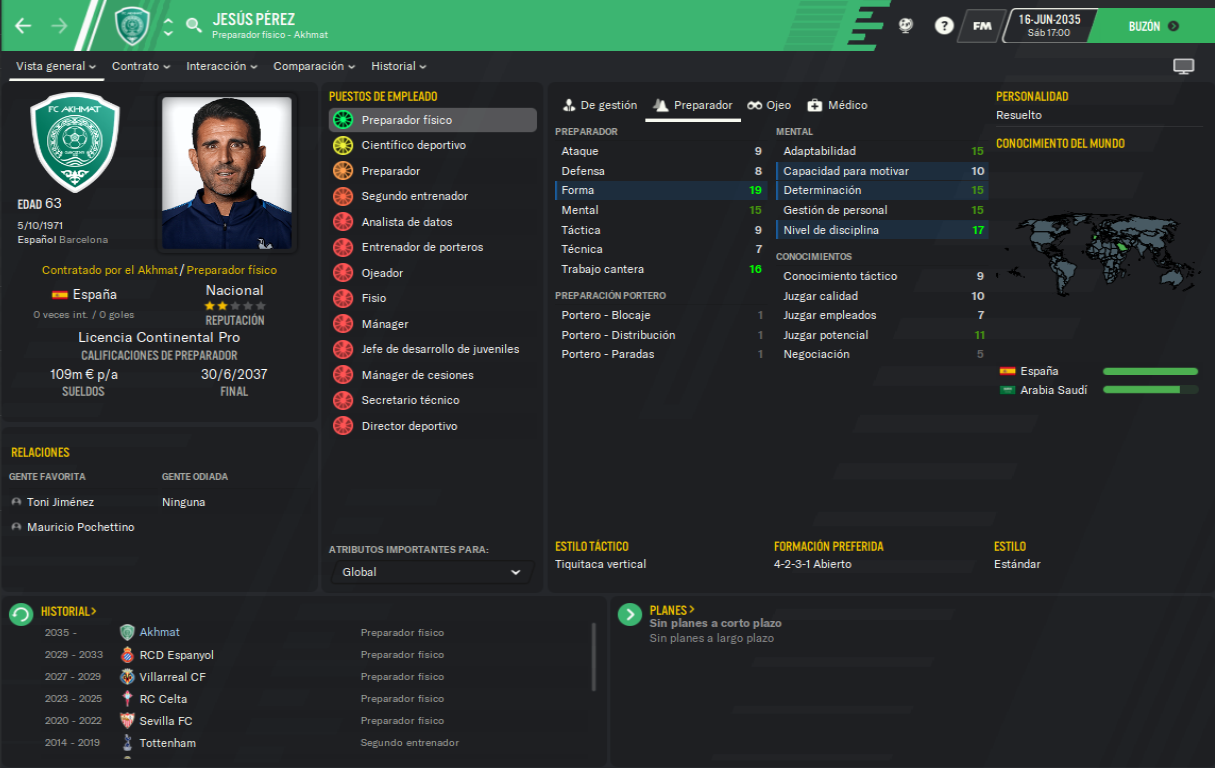 JESÚS PÉREZ
Preparador físico - Akhmat
?
FM
16-JUN-2035
Sáb 17:00
BUZÓN
Vista general
Contrato
Interacción
Comparación
Historial
FC AKHMAT
EDAD 63
5/10/1971
Español Barcelona
Contratado por el Akhmat / Preparador físico
España
0 veces int. / 0 goles
Nacional
REPUTACIÓN
Licencia Continental Pro
CALIFICACIONES DE PREPARADOR
109m € p/a
SUELDOS
30/6/2037
FINAL
RELACIONES
GENTE FAVORITA
GENTE ODIADA
Toni Jiménez
Ninguna
Mauricio Pochettino
PUESTOS DE EMPLEADO
Preparador físico
Científico deportivo
Preparador
Segundo entrenador
Analista de datos
Entrenador de porteros
Ojeador
Fisio
Mánager
Jefe de desarrollo de juveniles
Mánager de cesiones
Secretario técnico
Director deportivo
ATRIBUTOS IMPORTANTES PARA:
Global
De gestión
Preparador
Ojeo
Médico
PREPARADOR
Ataque 9
Defensa 8
Forma 19
Mental 15
Táctica 9
Técnica 7
Trabajo cantera 16
PREPARACIÓN PORTERO
Portero - Blocaje 1
Portero - Distribución 1
Portero - Paradas 1
MENTAL
Adaptabilidad 15
Capacidad para motivar 10
Determinación 15
Gestión de personal 15
Nivel de disciplina 17
CONOCIMIENTOS
Conocimiento táctico 9
Juzgar calidad 10
Juzgar empleados 7
Juzgar potencial 11
Negociación 5
PERSONALIDAD
Resuelto
CONOCIMIENTO DEL MUNDO
España
Arabia Saudí
ESTILO TÁCTICO
Tiquitaca vertical
FORMACIÓN PREFERIDA
4-2-3-1 Abierto
ESTILO
Estándar
HISTORIAL>
2035 - Akhmat Preparador físico
2029 - 2033 RCD Espanyol Preparador físico
2027 - 2029 Villarreal CF Preparador físico
2023 - 2025 RC Celta Preparador físico
2020 - 2022 Sevilla FC Preparador físico
2014 - 2019 Tottenham Segundo entrenador
PLANES>
Sin planes a corto plazo
Sin planes a largo plazo